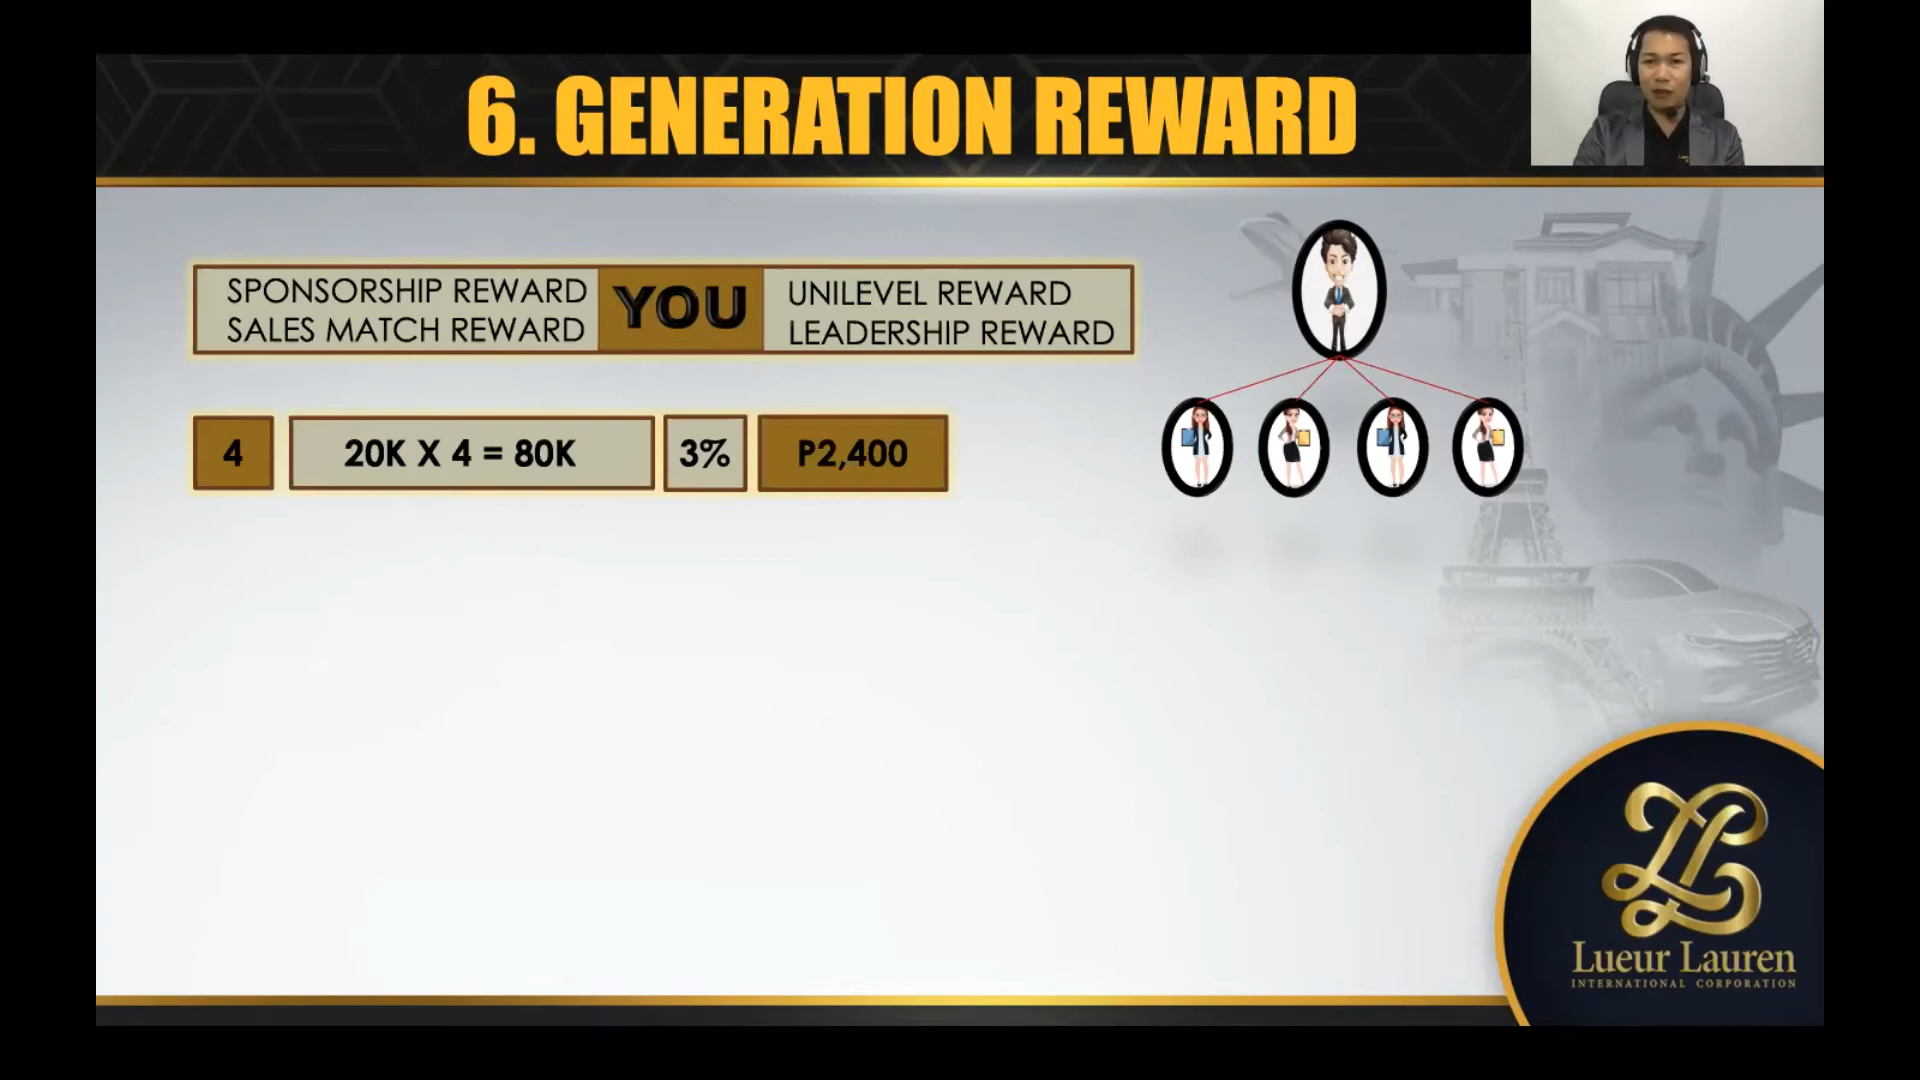 6. GENERATION REWARD
SPONSORSHIP REWARD
SALES MATCH REWARD
YOU
UNILEVEL REWARD
LEADERSHIP REWARD
4
20K X 4 = 80K
3%
P2,400
Lueur Lauren
INTERNATIONAL CORPORATION